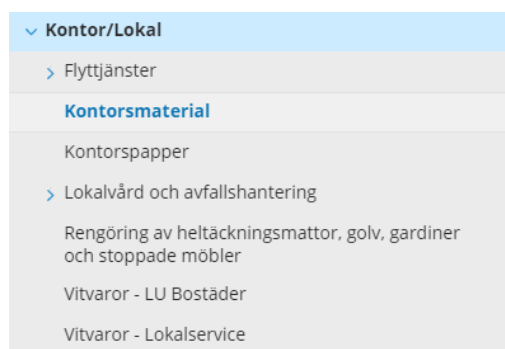 Kontor/Lokal
Flyttjänster
Kontorsmaterial
Kontorspapper
Lokalvård och avfallshantering
Rengöring av heltäckningsmattor, golv, gardiner
och stoppade möbler
Vitvaror - LU Bostäder
Vitvaror - Lokalservice